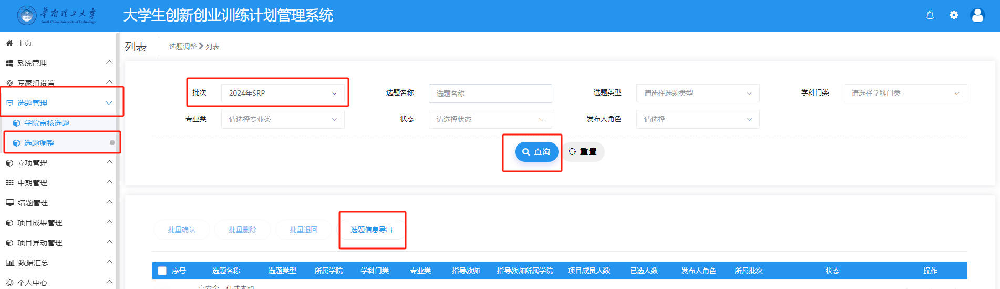 華南理工大學
South China University of Technology
大学生创新创业训练计划管理系统
主页
系统管理
专家组设置
选题管理
学院审核选题
选题调整
立项管理
中期管理
结题管理
项目成果管理
项目异动管理
数据汇总
个人中心
列表
选题调整 列表
批次 2024年SRP 选题名称 选题名称 选题类型 请选择选题类型 学科门类 请选择学科门类
专业类 请选择专业类 状态 请选择状态 发布人角色 请选择
查询 重置
批量确认 批量删除 批量退回 选题信息导出
序号 选题名称 选题类型 所属学院 学科门类 专业类 指导教师 指导教师所属学院 项目成员人数 已选人数 发布人角色 所属批次 状态 操作
高安全、低成本和